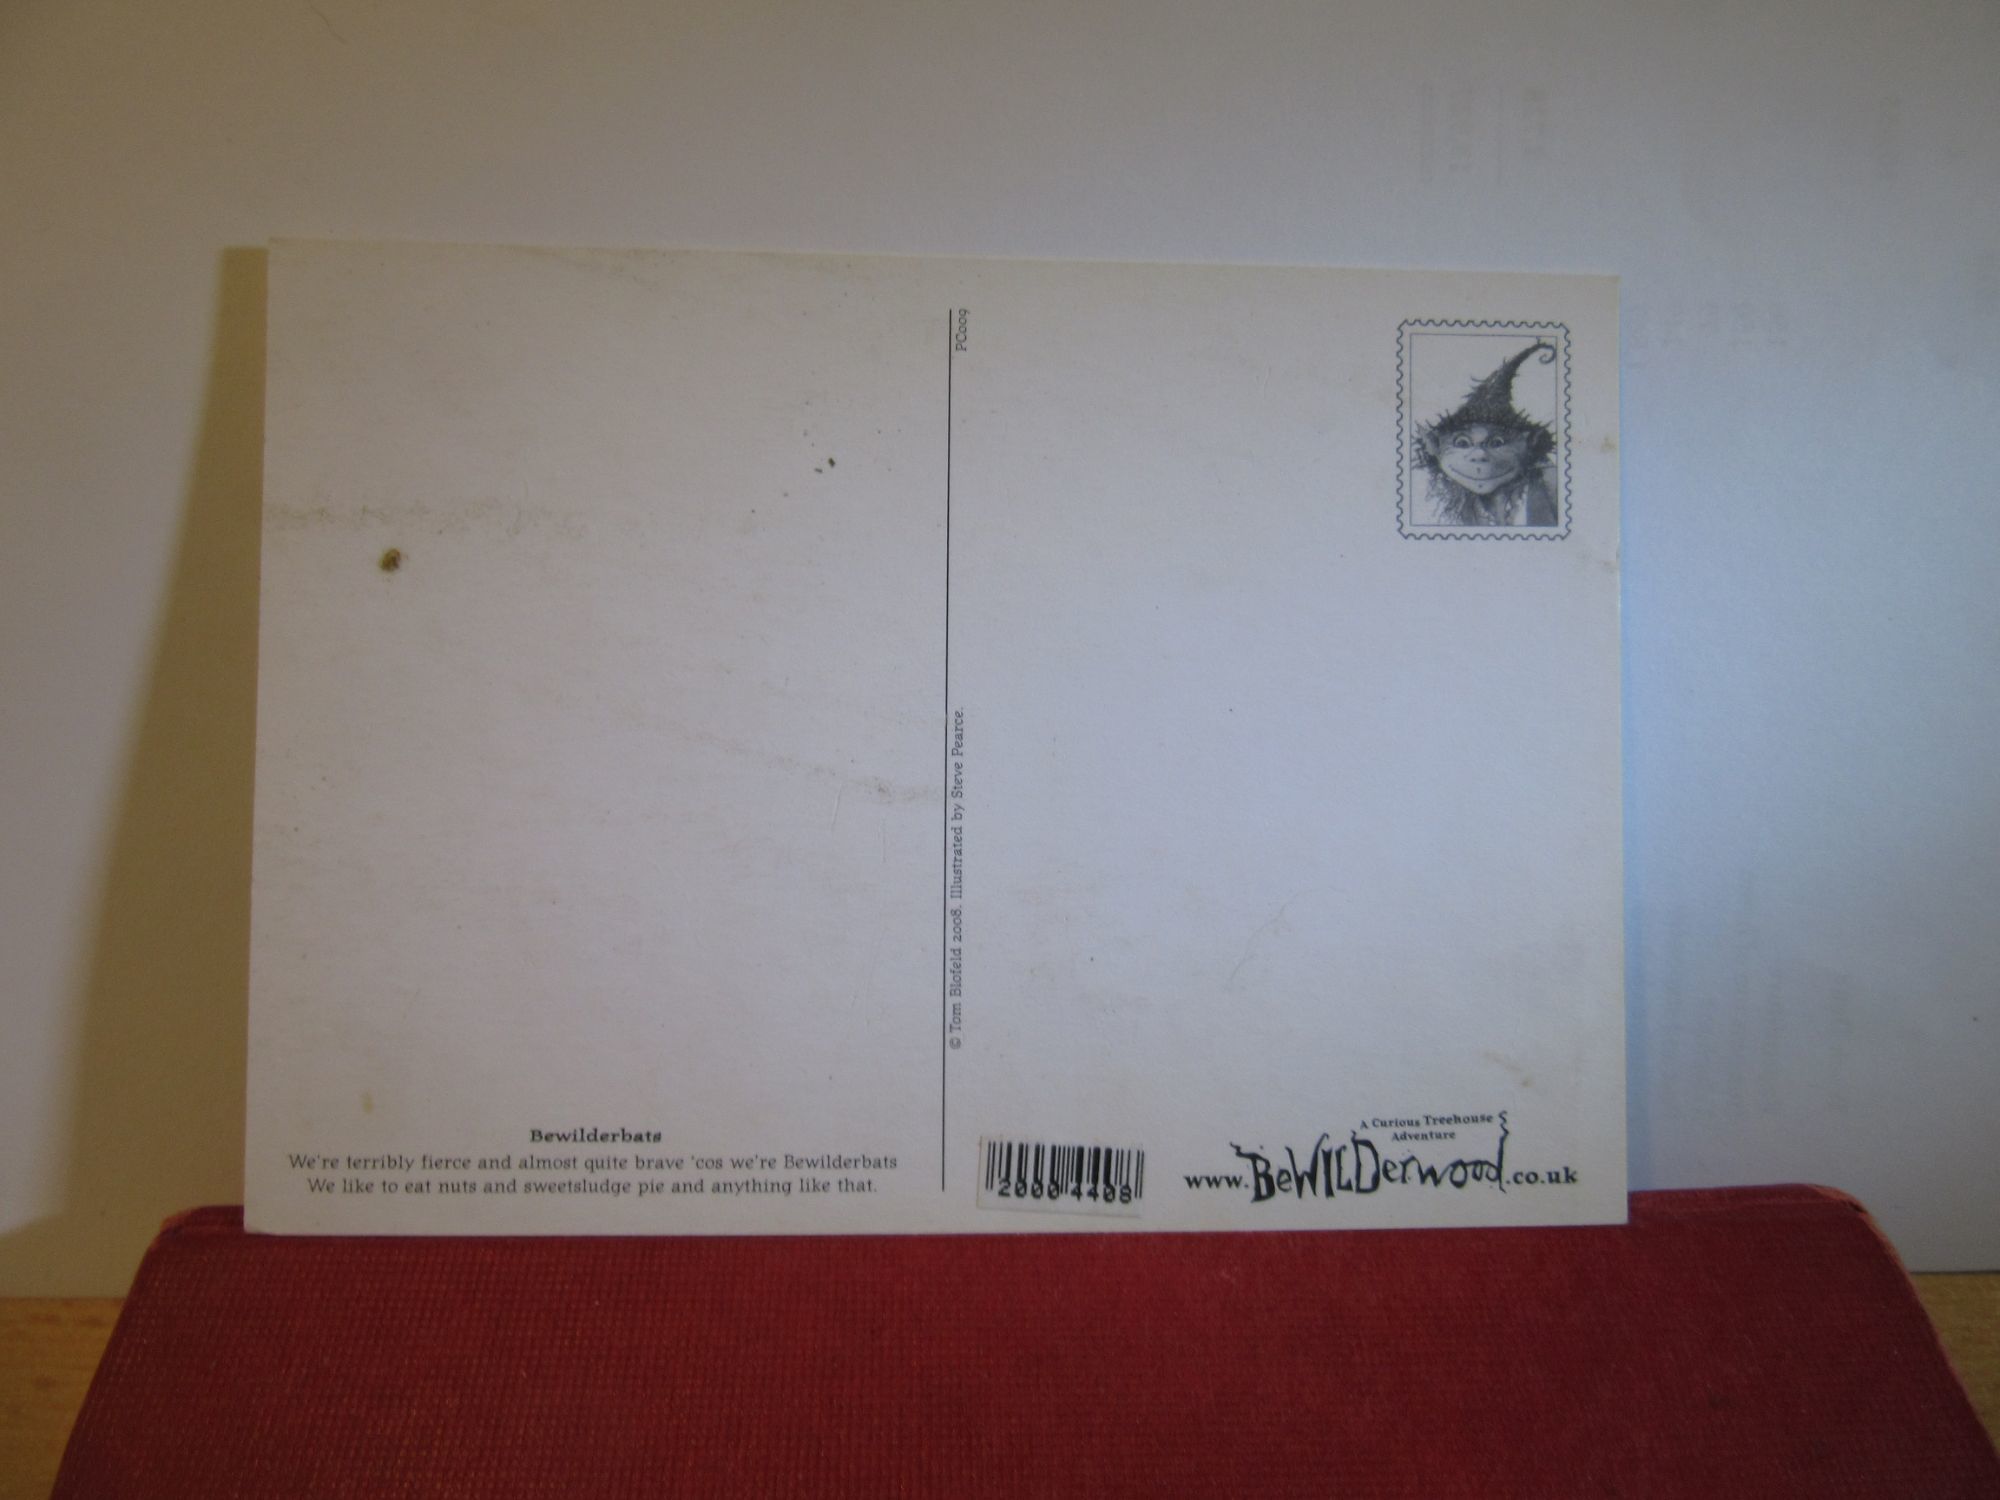 Bewilderbats
We're terribly fierce and almost quite brave 'cos we're Bewilderbats
We like to eat nuts and sweetsludge pie and anything like that.
PC009
© Tom Blofeld 2008. Illustrated by Steve Pearce.
20004408
A Curious Treehouse
Adventure
www.BeWILDerwood.co.uk